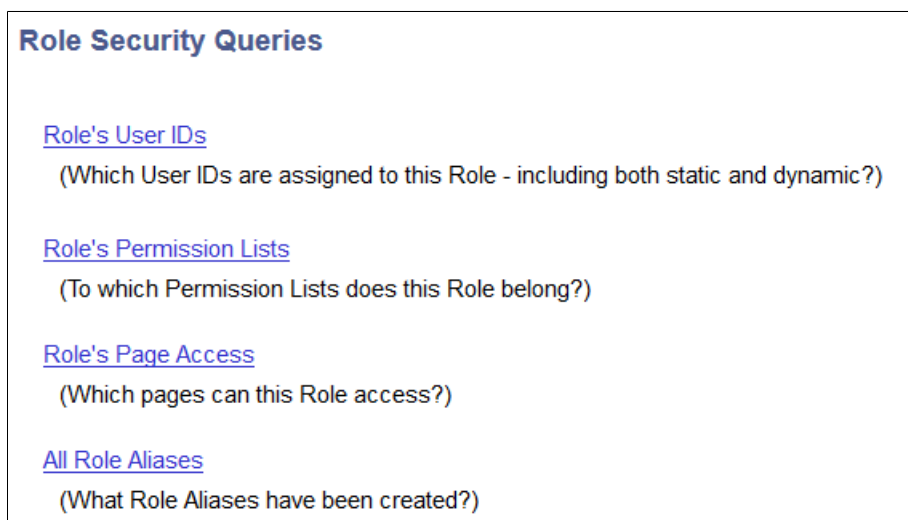 Role Security Queries
Role's User IDs
(Which User IDs are assigned to this Role - including both static and dynamic?)
Role's Permission Lists
(To which Permission Lists does this Role belong?)
Role's Page Access
(Which pages can this Role access?)
All Role Aliases
(What Role Aliases have been created?)